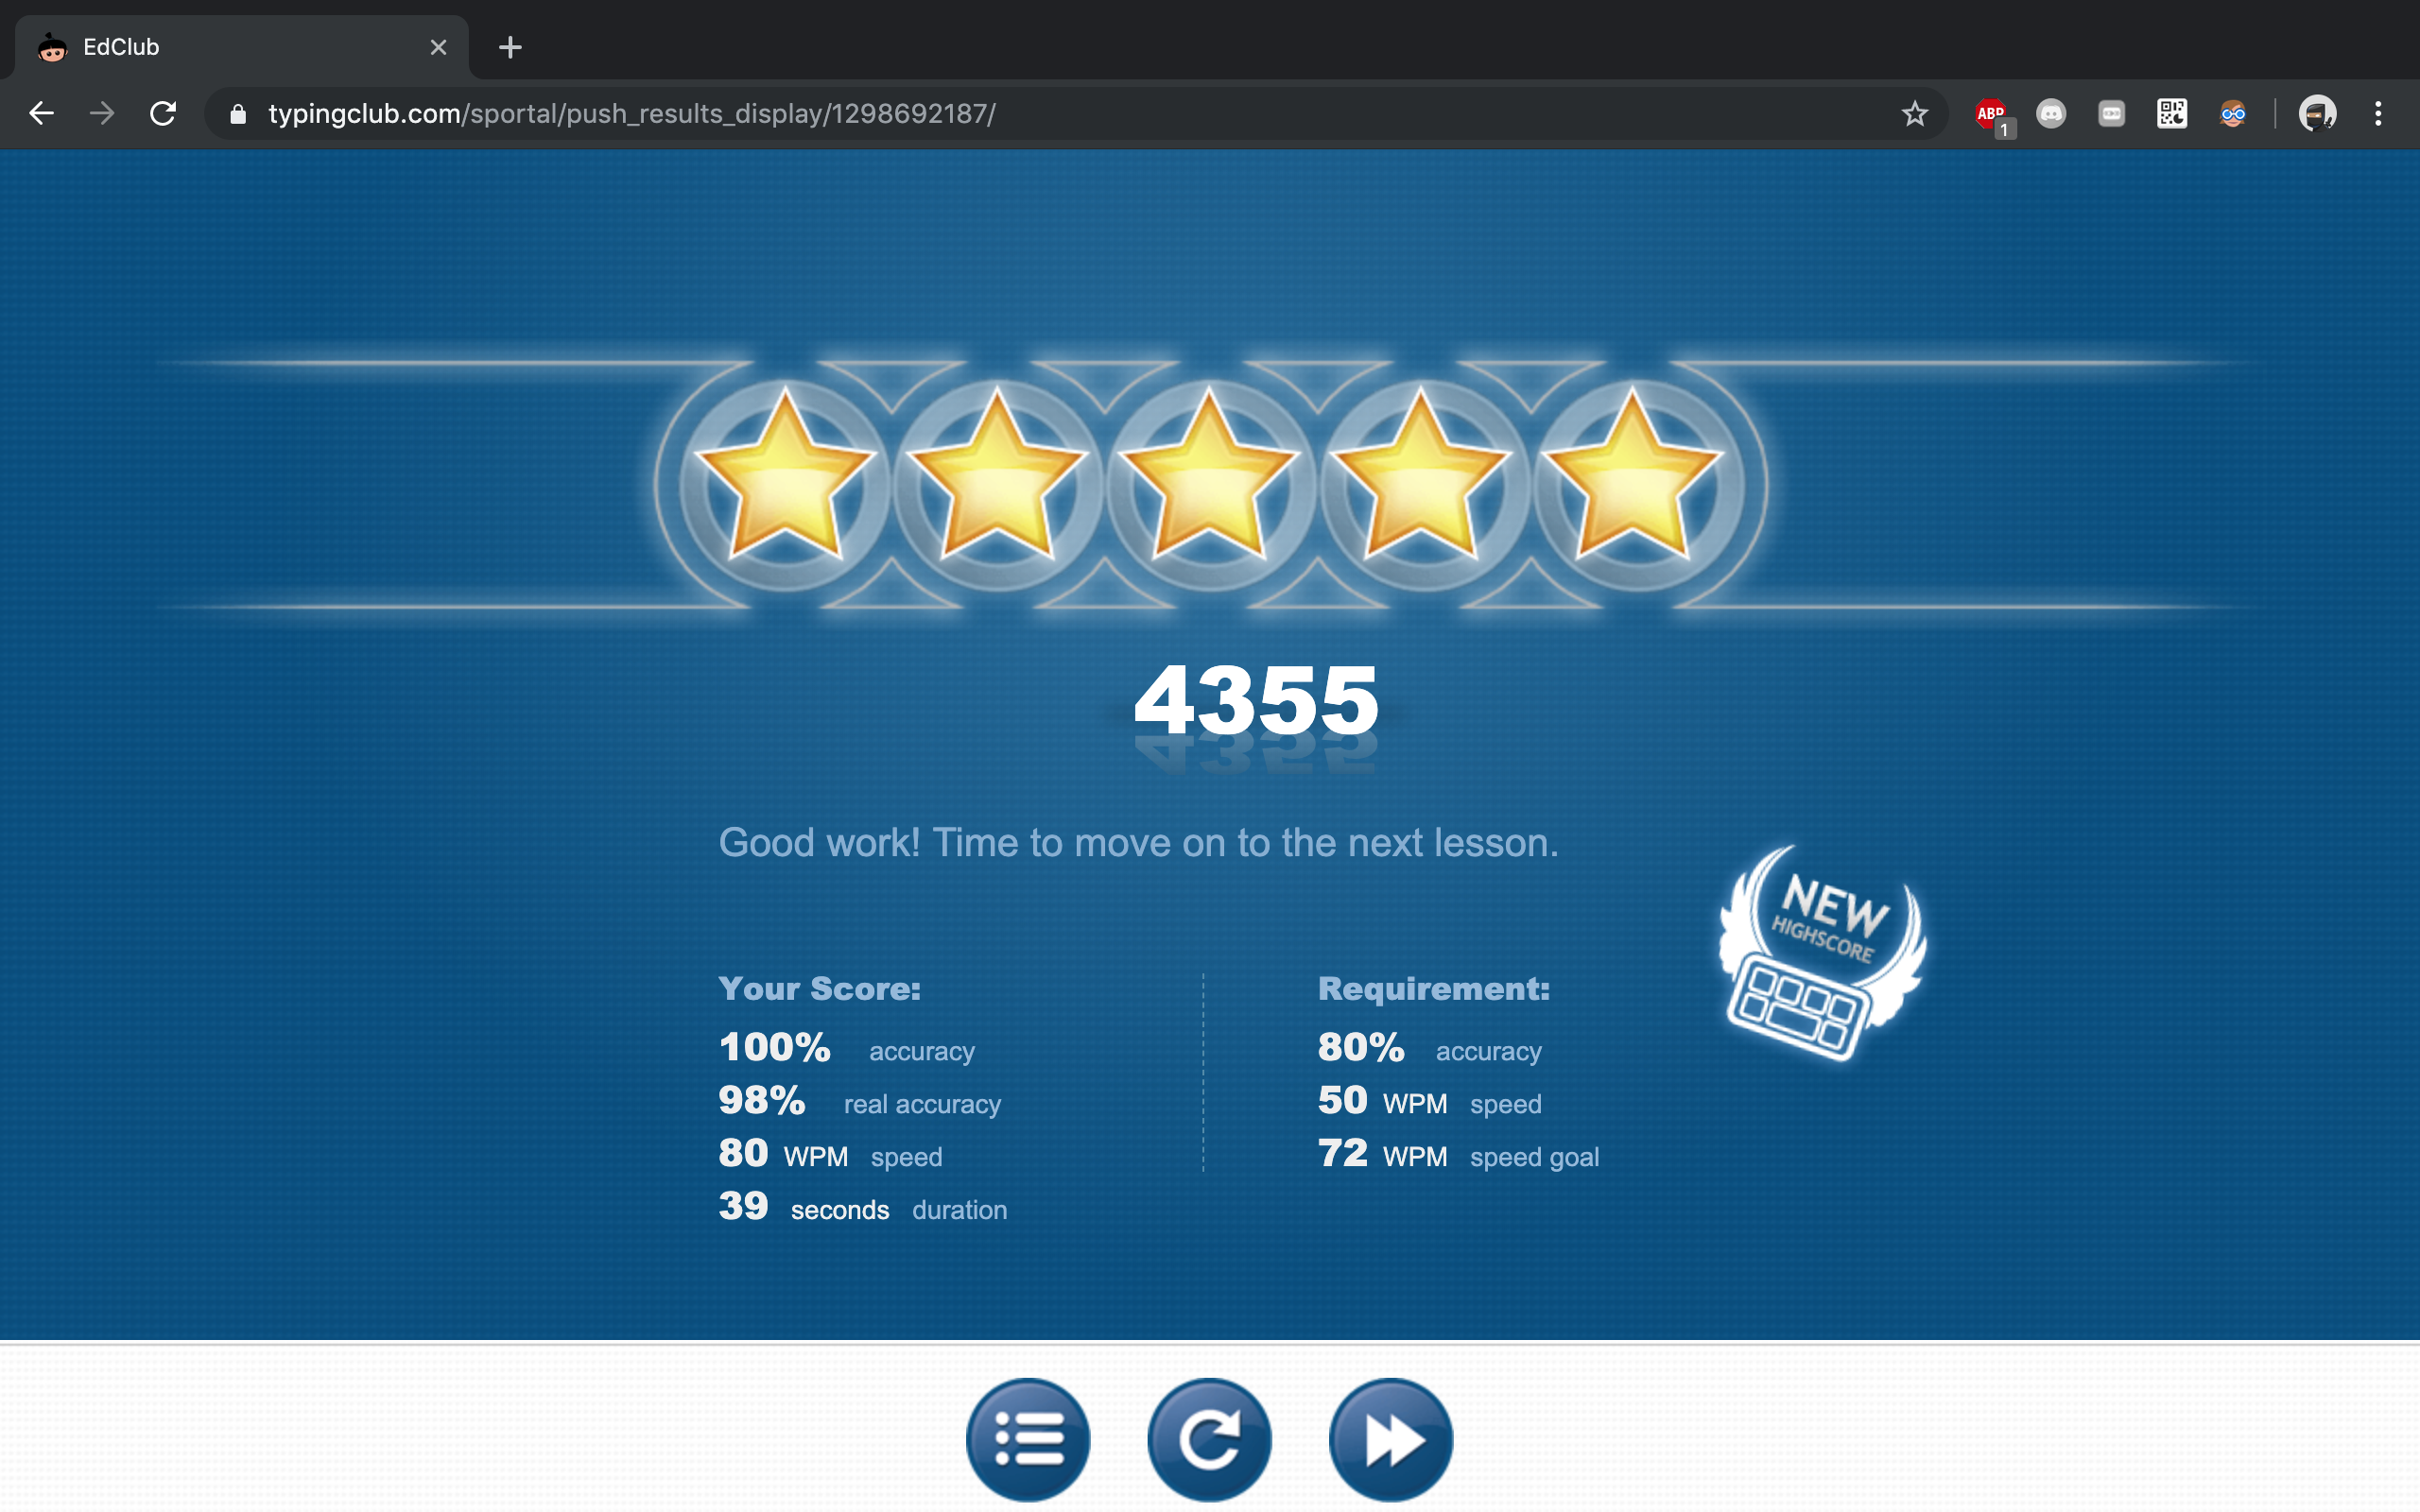 EdClub
typingclub.com/sportal/push_results_display/1298692187/
ABP
1
4355
Good work! Time to move on to the next lesson.
NEW
HIGHSCORE
Your Score:
100% accuracy
98% real accuracy
80 WPM speed
39 seconds duration
Requirement:
80% accuracy
50 WPM speed
72 WPM speed goal